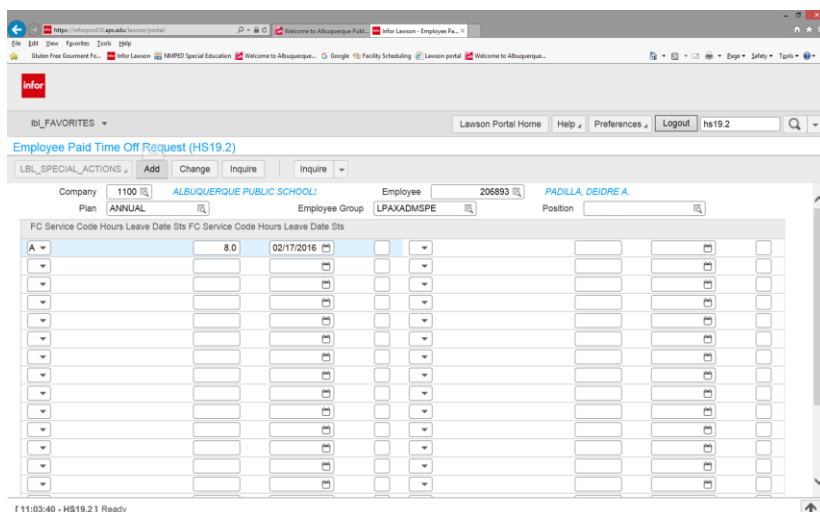 https://inforprod10.aps.edu/lawson/portal/
Welcome to Albuquerque Publ...
Infor Lawson - Employee Pa...
File Edit View Favorites Tools Help
Gluten Free Gourment Fo... Infor Lawson NMPED Special Education Welcome to Albuquerque... Google Facility Scheduling Lawson portal Welcome to Albuquerque...
Page Safety Tools
infor
lbl_FAVORITES Lawson Portal Home Help Preferences Logout hs19.2
Employee Paid Time Off Request (HS19.2)
LBL_SPECIAL_ACTIONS Add Change Inquire Inquire
Company 1100 ALBUQUERQUE PUBLIC SCHOOL: Employee 206893 PADILLA, DEIDRE A.
Plan ANNUAL Employee Group LPAXADMSPE Position
FC Service Code Hours Leave Date Sts FC Service Code Hours Leave Date Sts
A 8.0 02/17/2016
[ 11:03:40 - HS19.2 ] Ready